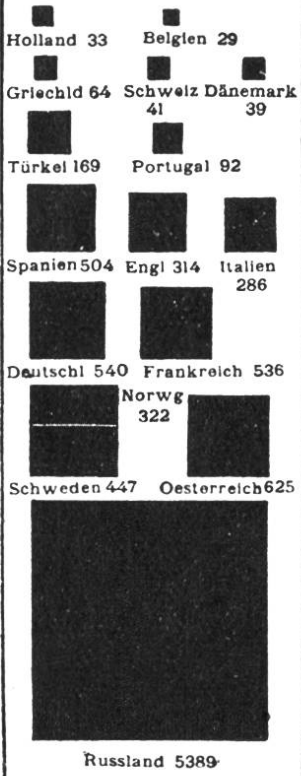 Holland 33 Belgien 29
Griechld 64 Schweiz 41 Dänemark 39
Türkei 169 Portugal 92
Spanien 504 Engl 314 Italien 286
Deutschl 540 Frankreich 536
Norwg 322
Schweden 447 Oesterreich 625
Russland 5389